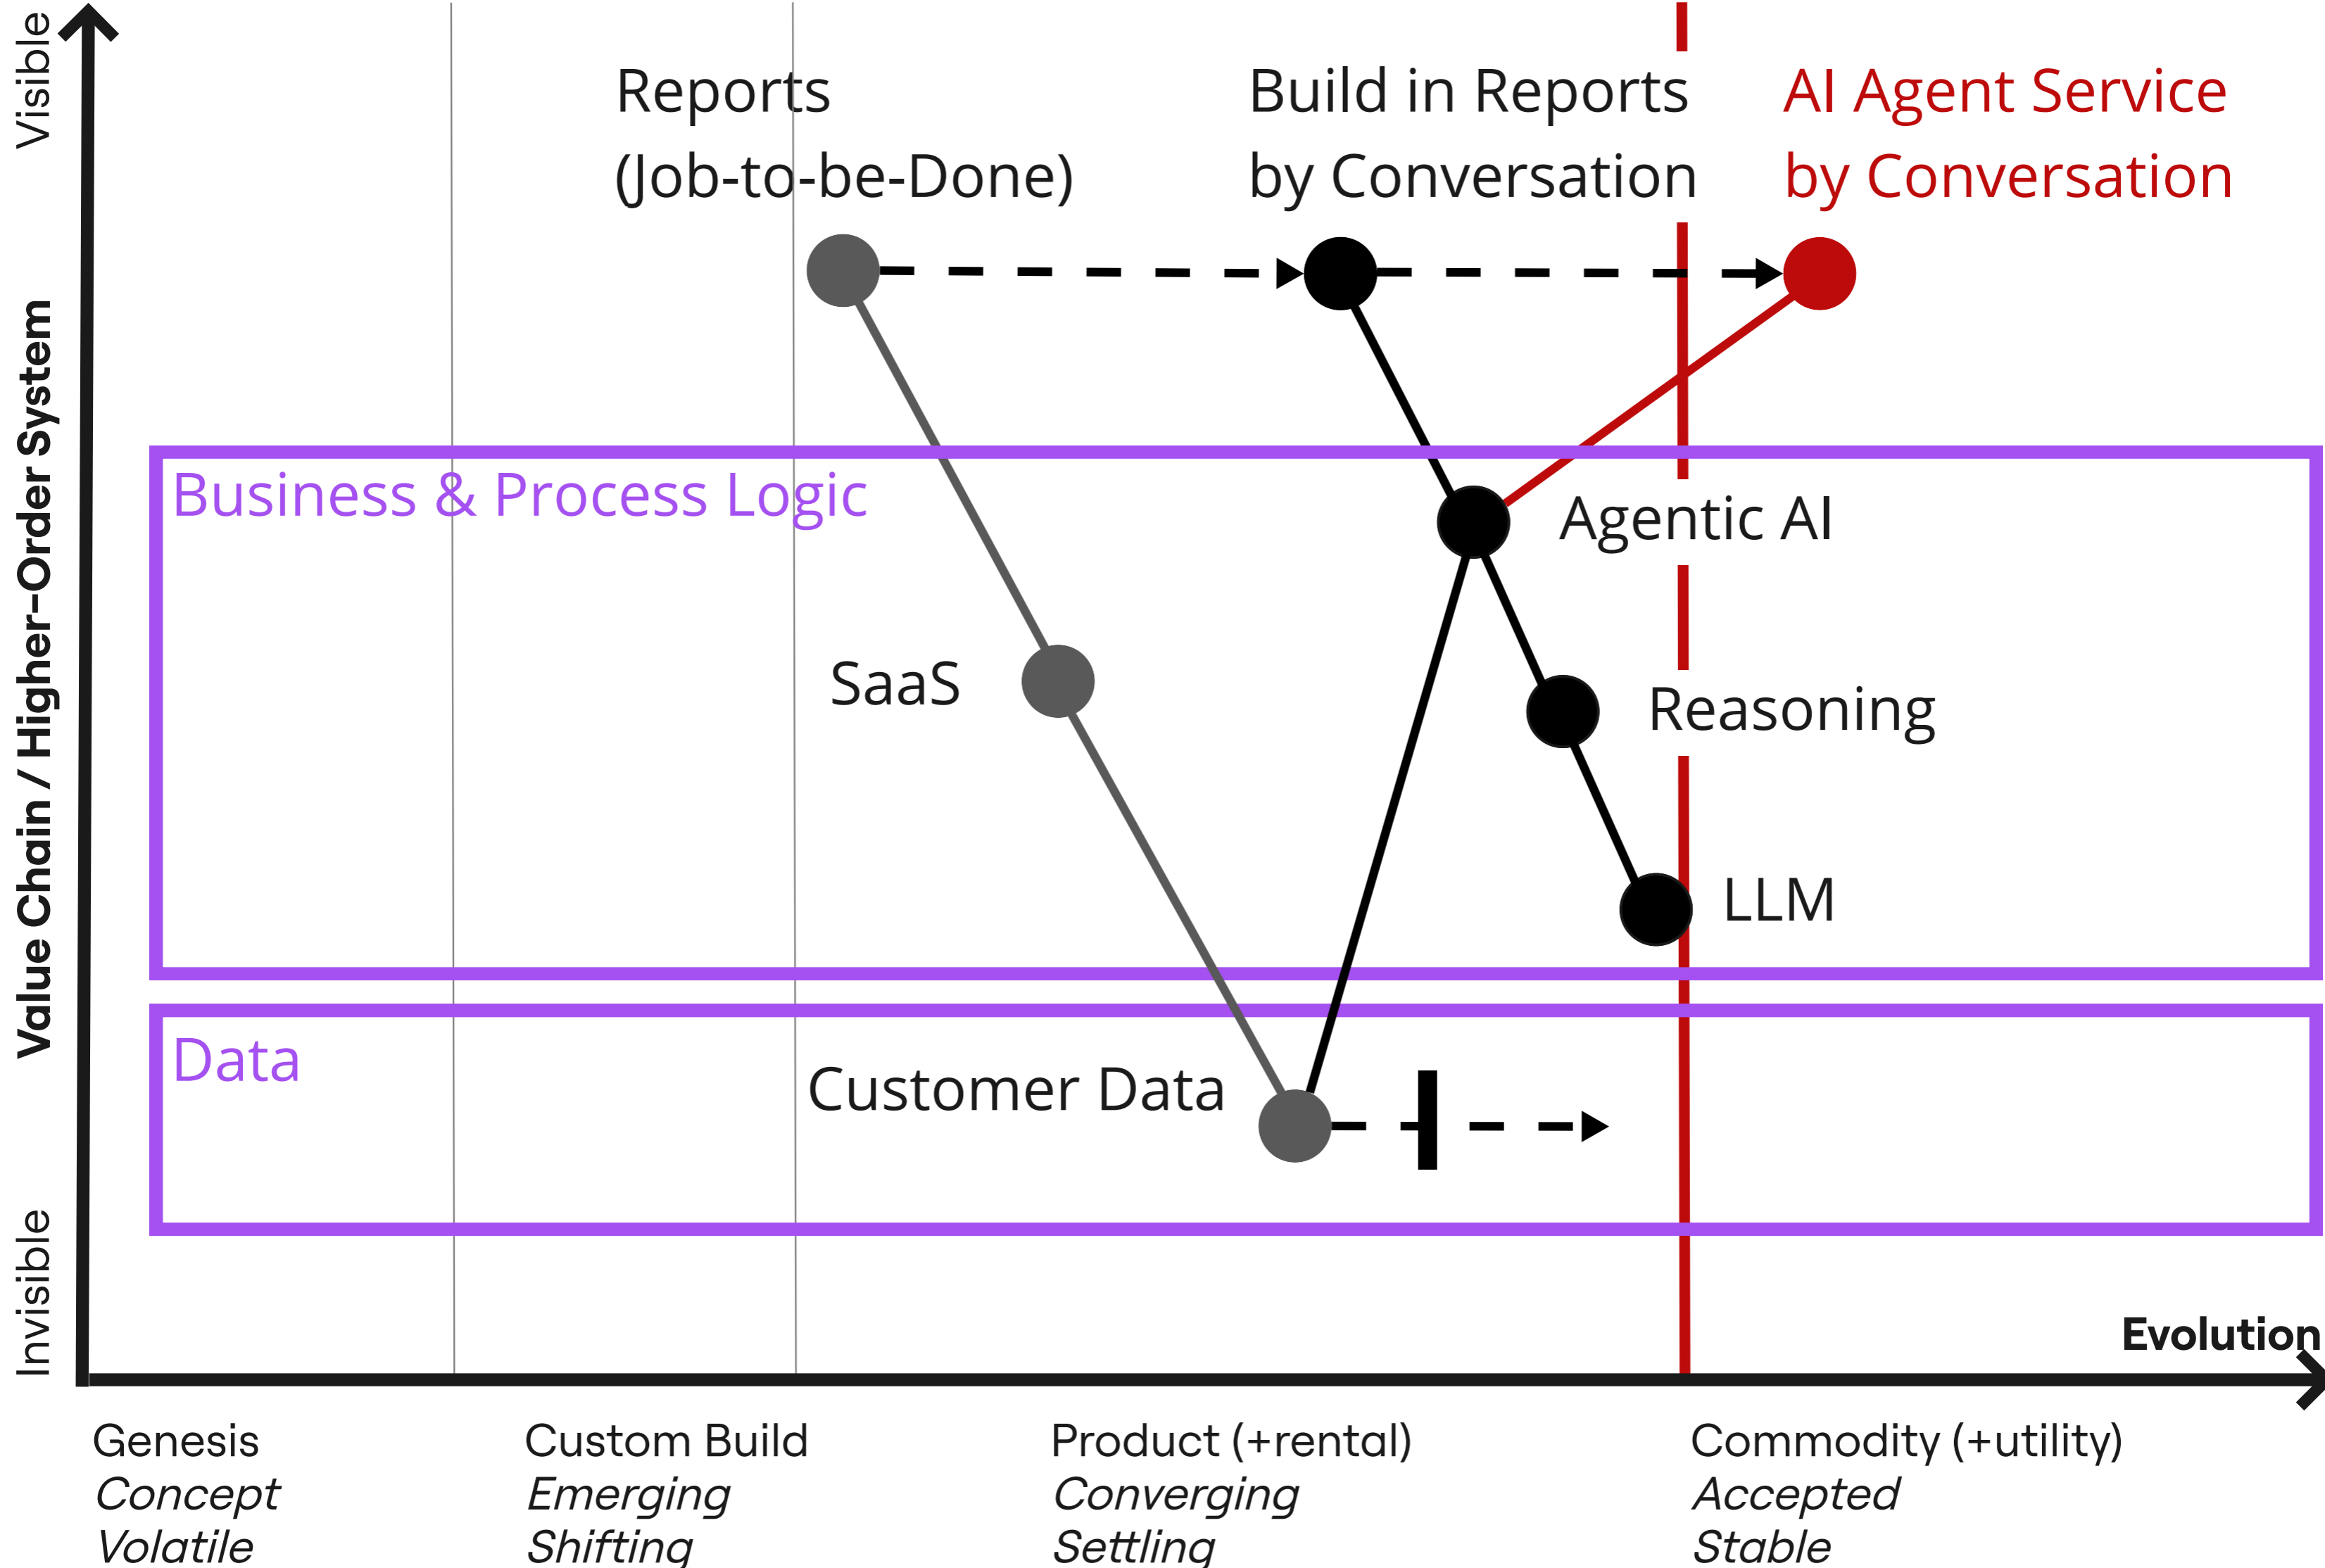 Visible
Value Chain / Higher-Order System
Invisible
Reports
(Job-to-be-Done)
Build in Reports
by Conversation
AI Agent Service
by Conversation
Business & Process Logic
Agentic AI
SaaS
Reasoning
LLM
Data
Customer Data
Evolution
Genesis
Concept
Volatile
Custom Build
Emerging
Shifting
Product (+rental)
Converging
Settling
Commodity (+utility)
Accepted
Stable